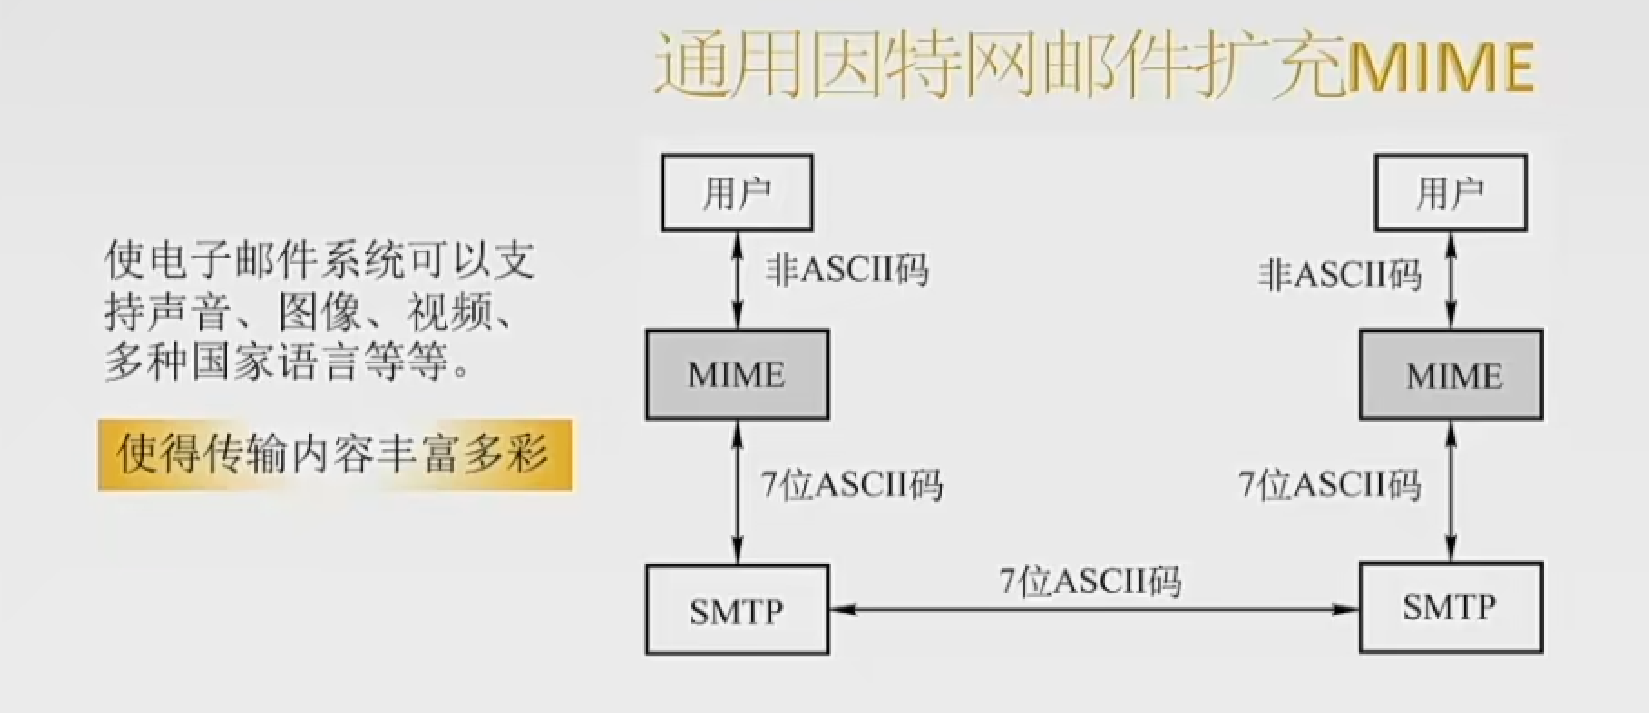 通用因特网邮件扩充MIME
使电子邮件系统可以支
持声音、图像、视频、
多种国家语言等等。
使得传输内容丰富多彩
用户
用户
非ASCII码
非ASCII码
MIME
MIME
7位ASCII码
7位ASCII码
7位ASCII码
SMTP
SMTP